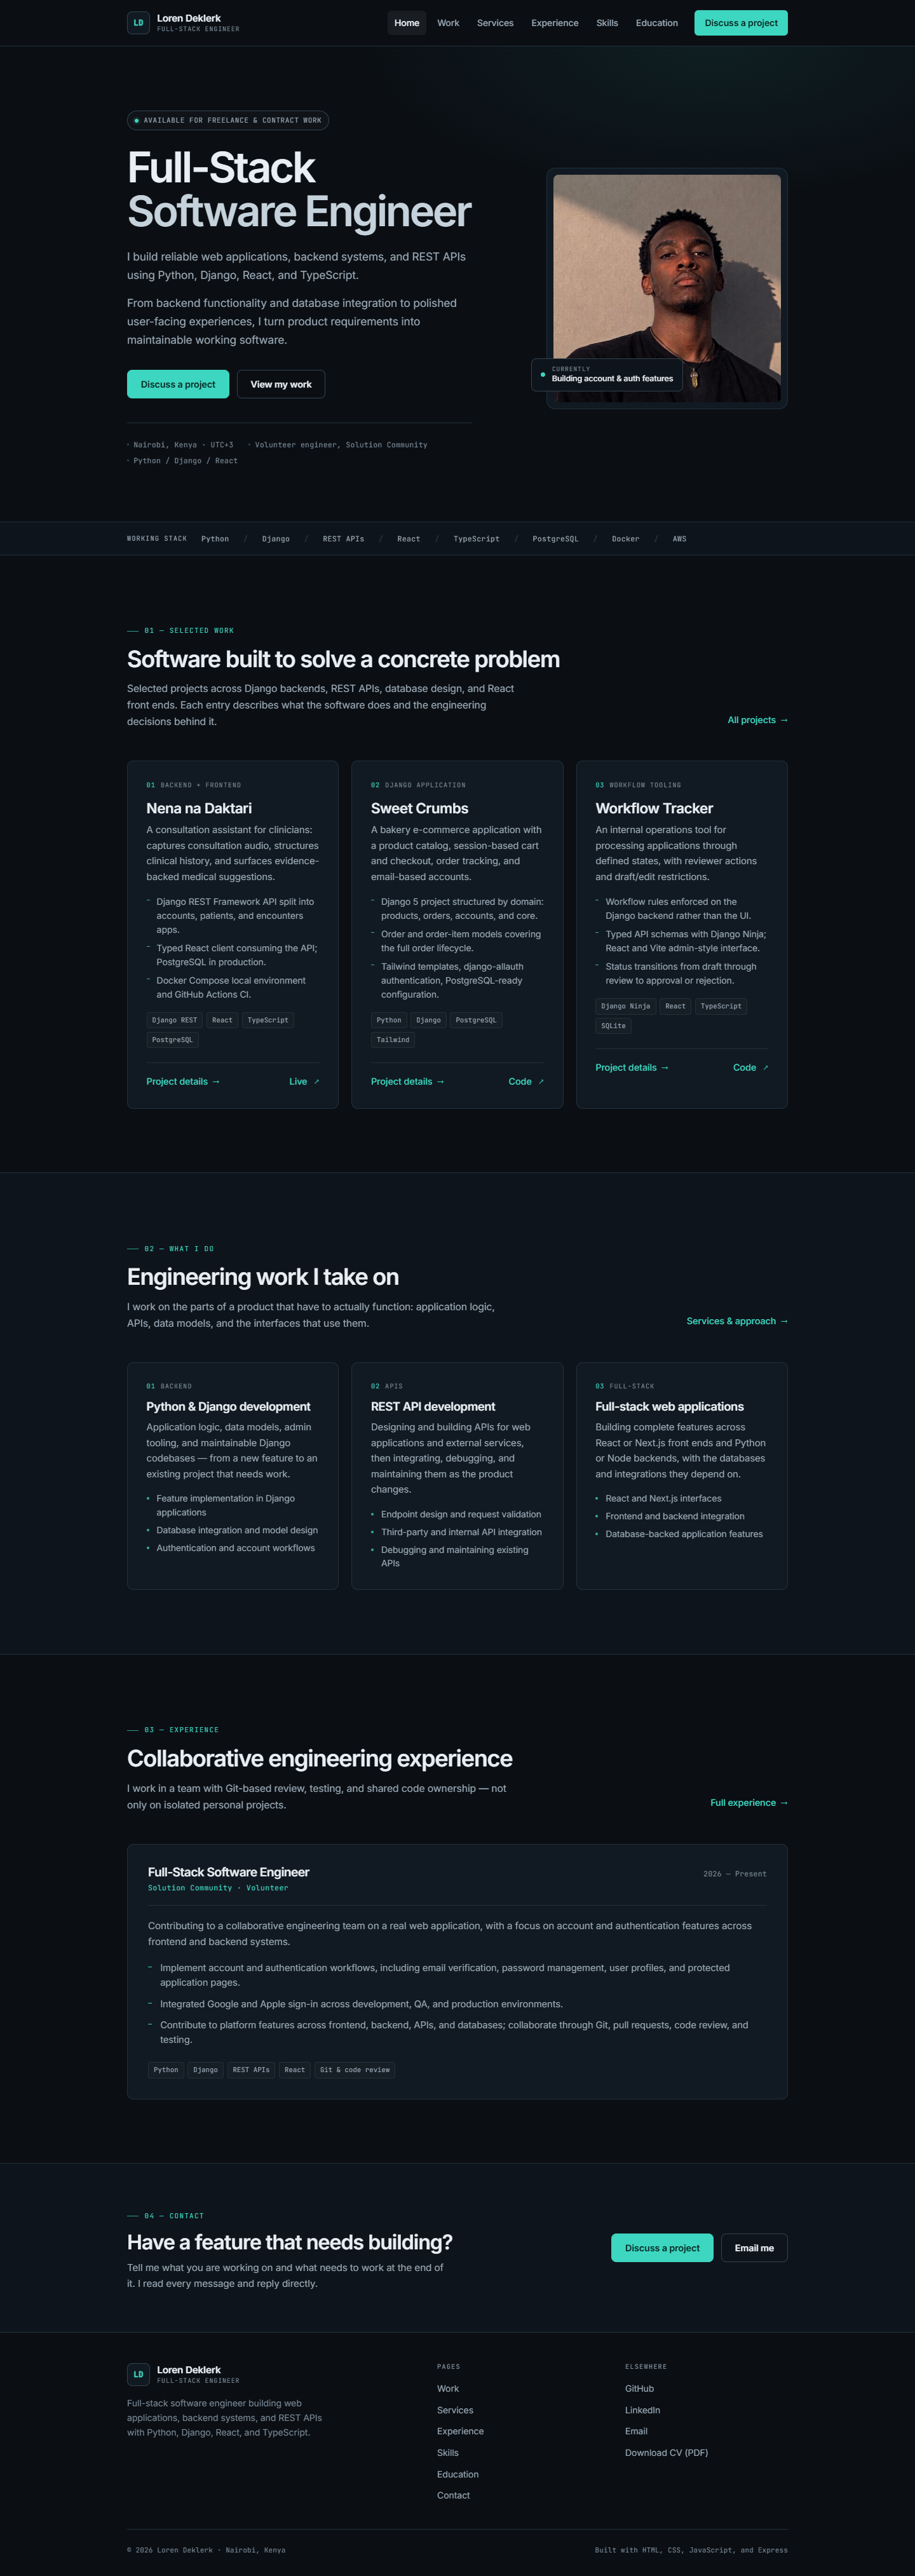 LD
Loren Deklerk
FULL-STACK ENGINEER
Home
Work
Services
Experience
Skills
Education
Discuss a project
AVAILABLE FOR FREELANCE & CONTRACT WORK
Full-Stack
Software Engineer
I build reliable web applications, backend systems, and REST APIs
using Python, Django, React, and TypeScript.
From backend functionality and database integration to polished
user-facing experiences, I turn product requirements into
maintainable working software.
Discuss a project
View my work
CURRENTLY
Building account & auth features
· Nairobi, Kenya · UTC+3 · Volunteer engineer, Solution Community
· Python / Django / React
WORKING STACK Python / Django / REST APIs / React / TypeScript / PostgreSQL / Docker / AWS
01 — SELECTED WORK
Software built to solve a concrete problem
Selected projects across Django backends, REST APIs, database design, and React
front ends. Each entry describes what the software does and the engineering
decisions behind it.
All projects →
01 BACKEND + FRONTEND
Nena na Daktari
A consultation assistant for clinicians:
captures consultation audio, structures
clinical history, and surfaces evidence-
backed medical suggestions.
– Django REST Framework API split into
accounts, patients, and encounters
apps.
– Typed React client consuming the API;
PostgreSQL in production.
– Docker Compose local environment
and GitHub Actions CI.
Django REST React TypeScript
PostgreSQL
Project details →
Live ↗
02 DJANGO APPLICATION
Sweet Crumbs
A bakery e-commerce application with
a product catalog, session-based cart
and checkout, order tracking, and
email-based accounts.
– Django 5 project structured by domain:
products, orders, accounts, and core.
– Order and order-item models covering
the full order lifecycle.
– Tailwind templates, django-allauth
authentication, PostgreSQL-ready
configuration.
Python Django PostgreSQL
Tailwind
Project details →
Code ↗
03 WORKFLOW TOOLING
Workflow Tracker
An internal operations tool for
processing applications through
defined states, with reviewer actions
and draft/edit restrictions.
– Workflow rules enforced on the
Django backend rather than the UI.
– Typed API schemas with Django Ninja;
React and Vite admin-style interface.
– Status transitions from draft through
review to approval or rejection.
Django Ninja React TypeScript
SQLite
Project details →
Code ↗
02 — WHAT I DO
Engineering work I take on
I work on the parts of a product that have to actually function: application logic,
APIs, data models, and the interfaces that use them.
Services & approach →
01 BACKEND
Python & Django development
Application logic, data models, admin
tooling, and maintainable Django
codebases — from a new feature to an
existing project that needs work.
• Feature implementation in Django
applications
• Database integration and model design
• Authentication and account workflows
02 APIS
REST API development
Designing and building APIs for web
applications and external services,
then integrating, debugging, and
maintaining them as the product
changes.
• Endpoint design and request validation
• Third-party and internal API integration
• Debugging and maintaining existing
APIs
03 FULL-STACK
Full-stack web applications
Building complete features across
React or Next.js front ends and Python
or Node backends, with the databases
and integrations they depend on.
• React and Next.js interfaces
• Frontend and backend integration
• Database-backed application features
03 — EXPERIENCE
Collaborative engineering experience
I work in a team with Git-based review, testing, and shared code ownership — not
only on isolated personal projects.
Full experience →
Full-Stack Software Engineer
2026 — Present
Solution Community · Volunteer
Contributing to a collaborative engineering team on a real web application, with a focus on account and authentication features across
frontend and backend systems.
– Implement account and authentication workflows, including email verification, password management, user profiles, and protected
application pages.
– Integrated Google and Apple sign-in across development, QA, and production environments.
– Contribute to platform features across frontend, backend, APIs, and databases; collaborate through Git, pull requests, code review, and
testing.
Python Django REST APIs React Git & code review
04 — CONTACT
Have a feature that needs building?
Tell me what you are working on and what needs to work at the end of
it. I read every message and reply directly.
Discuss a project
Email me
LD
Loren Deklerk
FULL-STACK ENGINEER
Full-stack software engineer building web
applications, backend systems, and REST APIs
with Python, Django, React, and TypeScript.
PAGES
Work
Services
Experience
Skills
Education
Contact
ELSEWHERE
GitHub
LinkedIn
Email
Download CV (PDF)
© 2026 Loren Deklerk · Nairobi, Kenya
Built with HTML, CSS, JavaScript, and Express